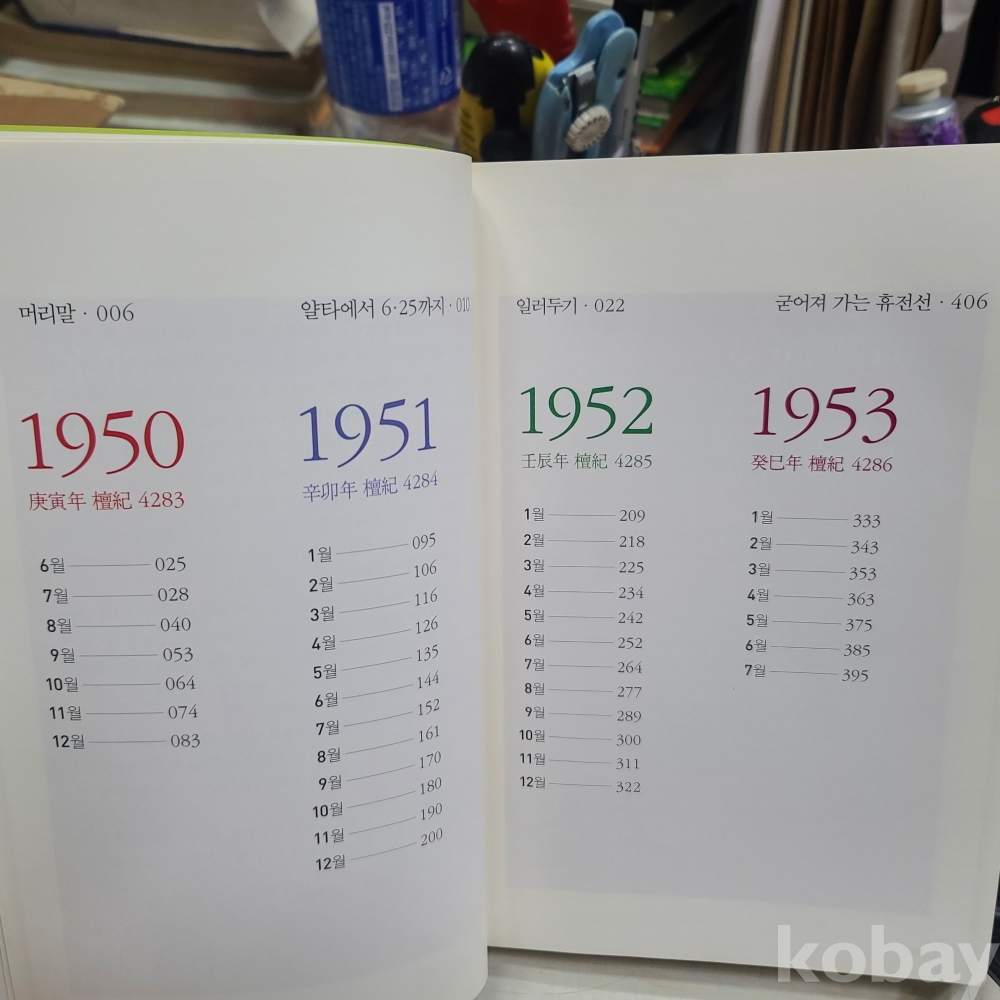 머리말 · 006
얄타에서 6·25까지 · 010
1950
庚寅年 檀紀 4283
6월 025
7월 028
8월 040
9월 053
10월 064
11월 074
12월 083
1951
辛卯年 檀紀 4284
1월 095
2월 106
3월 116
4월 126
5월 135
6월 144
7월 152
8월 161
9월 170
10월 180
11월 190
12월 200
일러두기 · 022
굳어져 가는 휴전선 · 406
1952
壬辰年 檀紀 4285
1월 209
2월 218
3월 225
4월 234
5월 242
6월 252
7월 264
8월 277
9월 289
10월 300
11월 311
12월 322
1953
癸巳年 檀紀 4286
1월 333
2월 343
3월 353
4월 363
5월 375
6월 385
7월 395
kobay